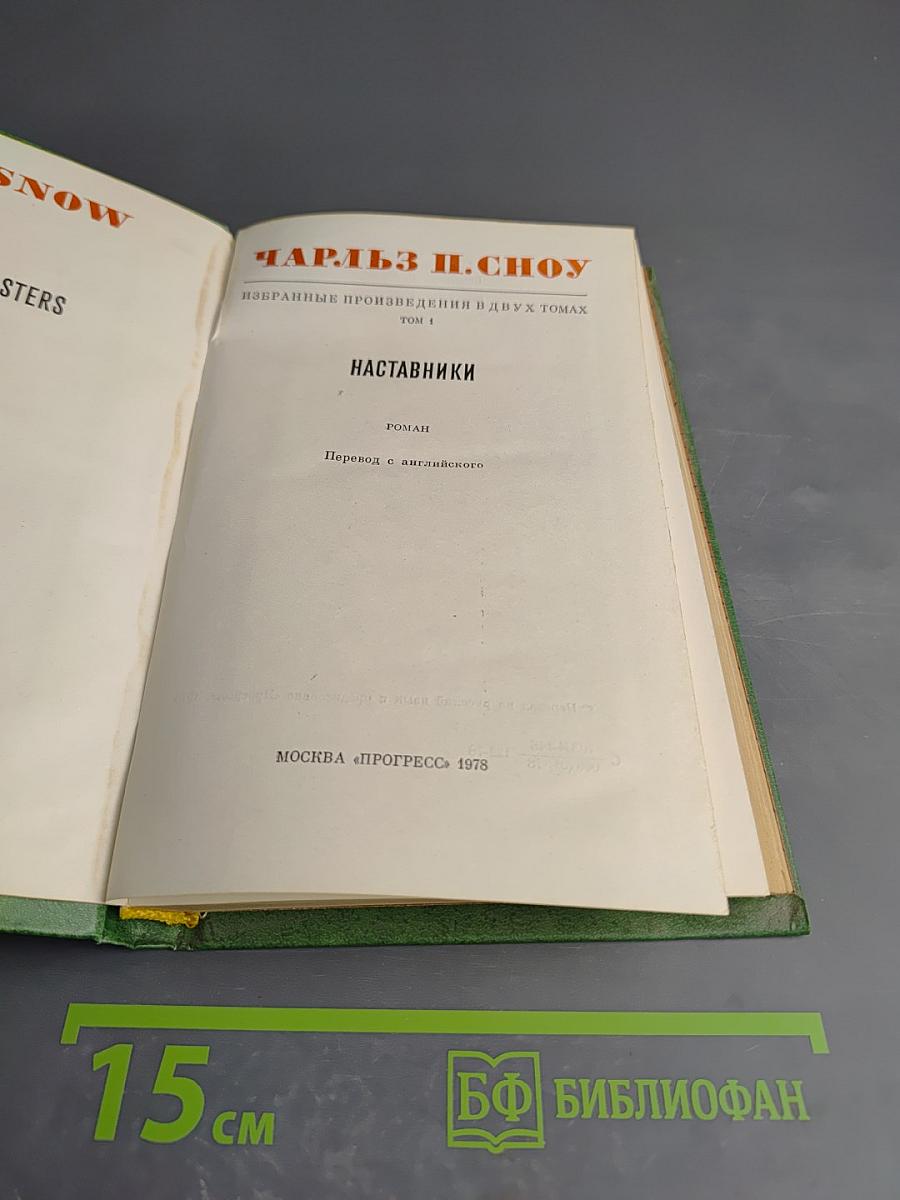 SNOW
STERS
ЧАРЛЬЗ П. СНОУ
ИЗБРАННЫЕ ПРОИЗВЕДЕНИЯ В ДВУХ ТОМАХ
ТОМ 1
НАСТАВНИКИ
РОМАН
Перевод с английского
МОСКВА «ПРОГРЕСС» 1978
15 см
БФ БИБЛИОФАН